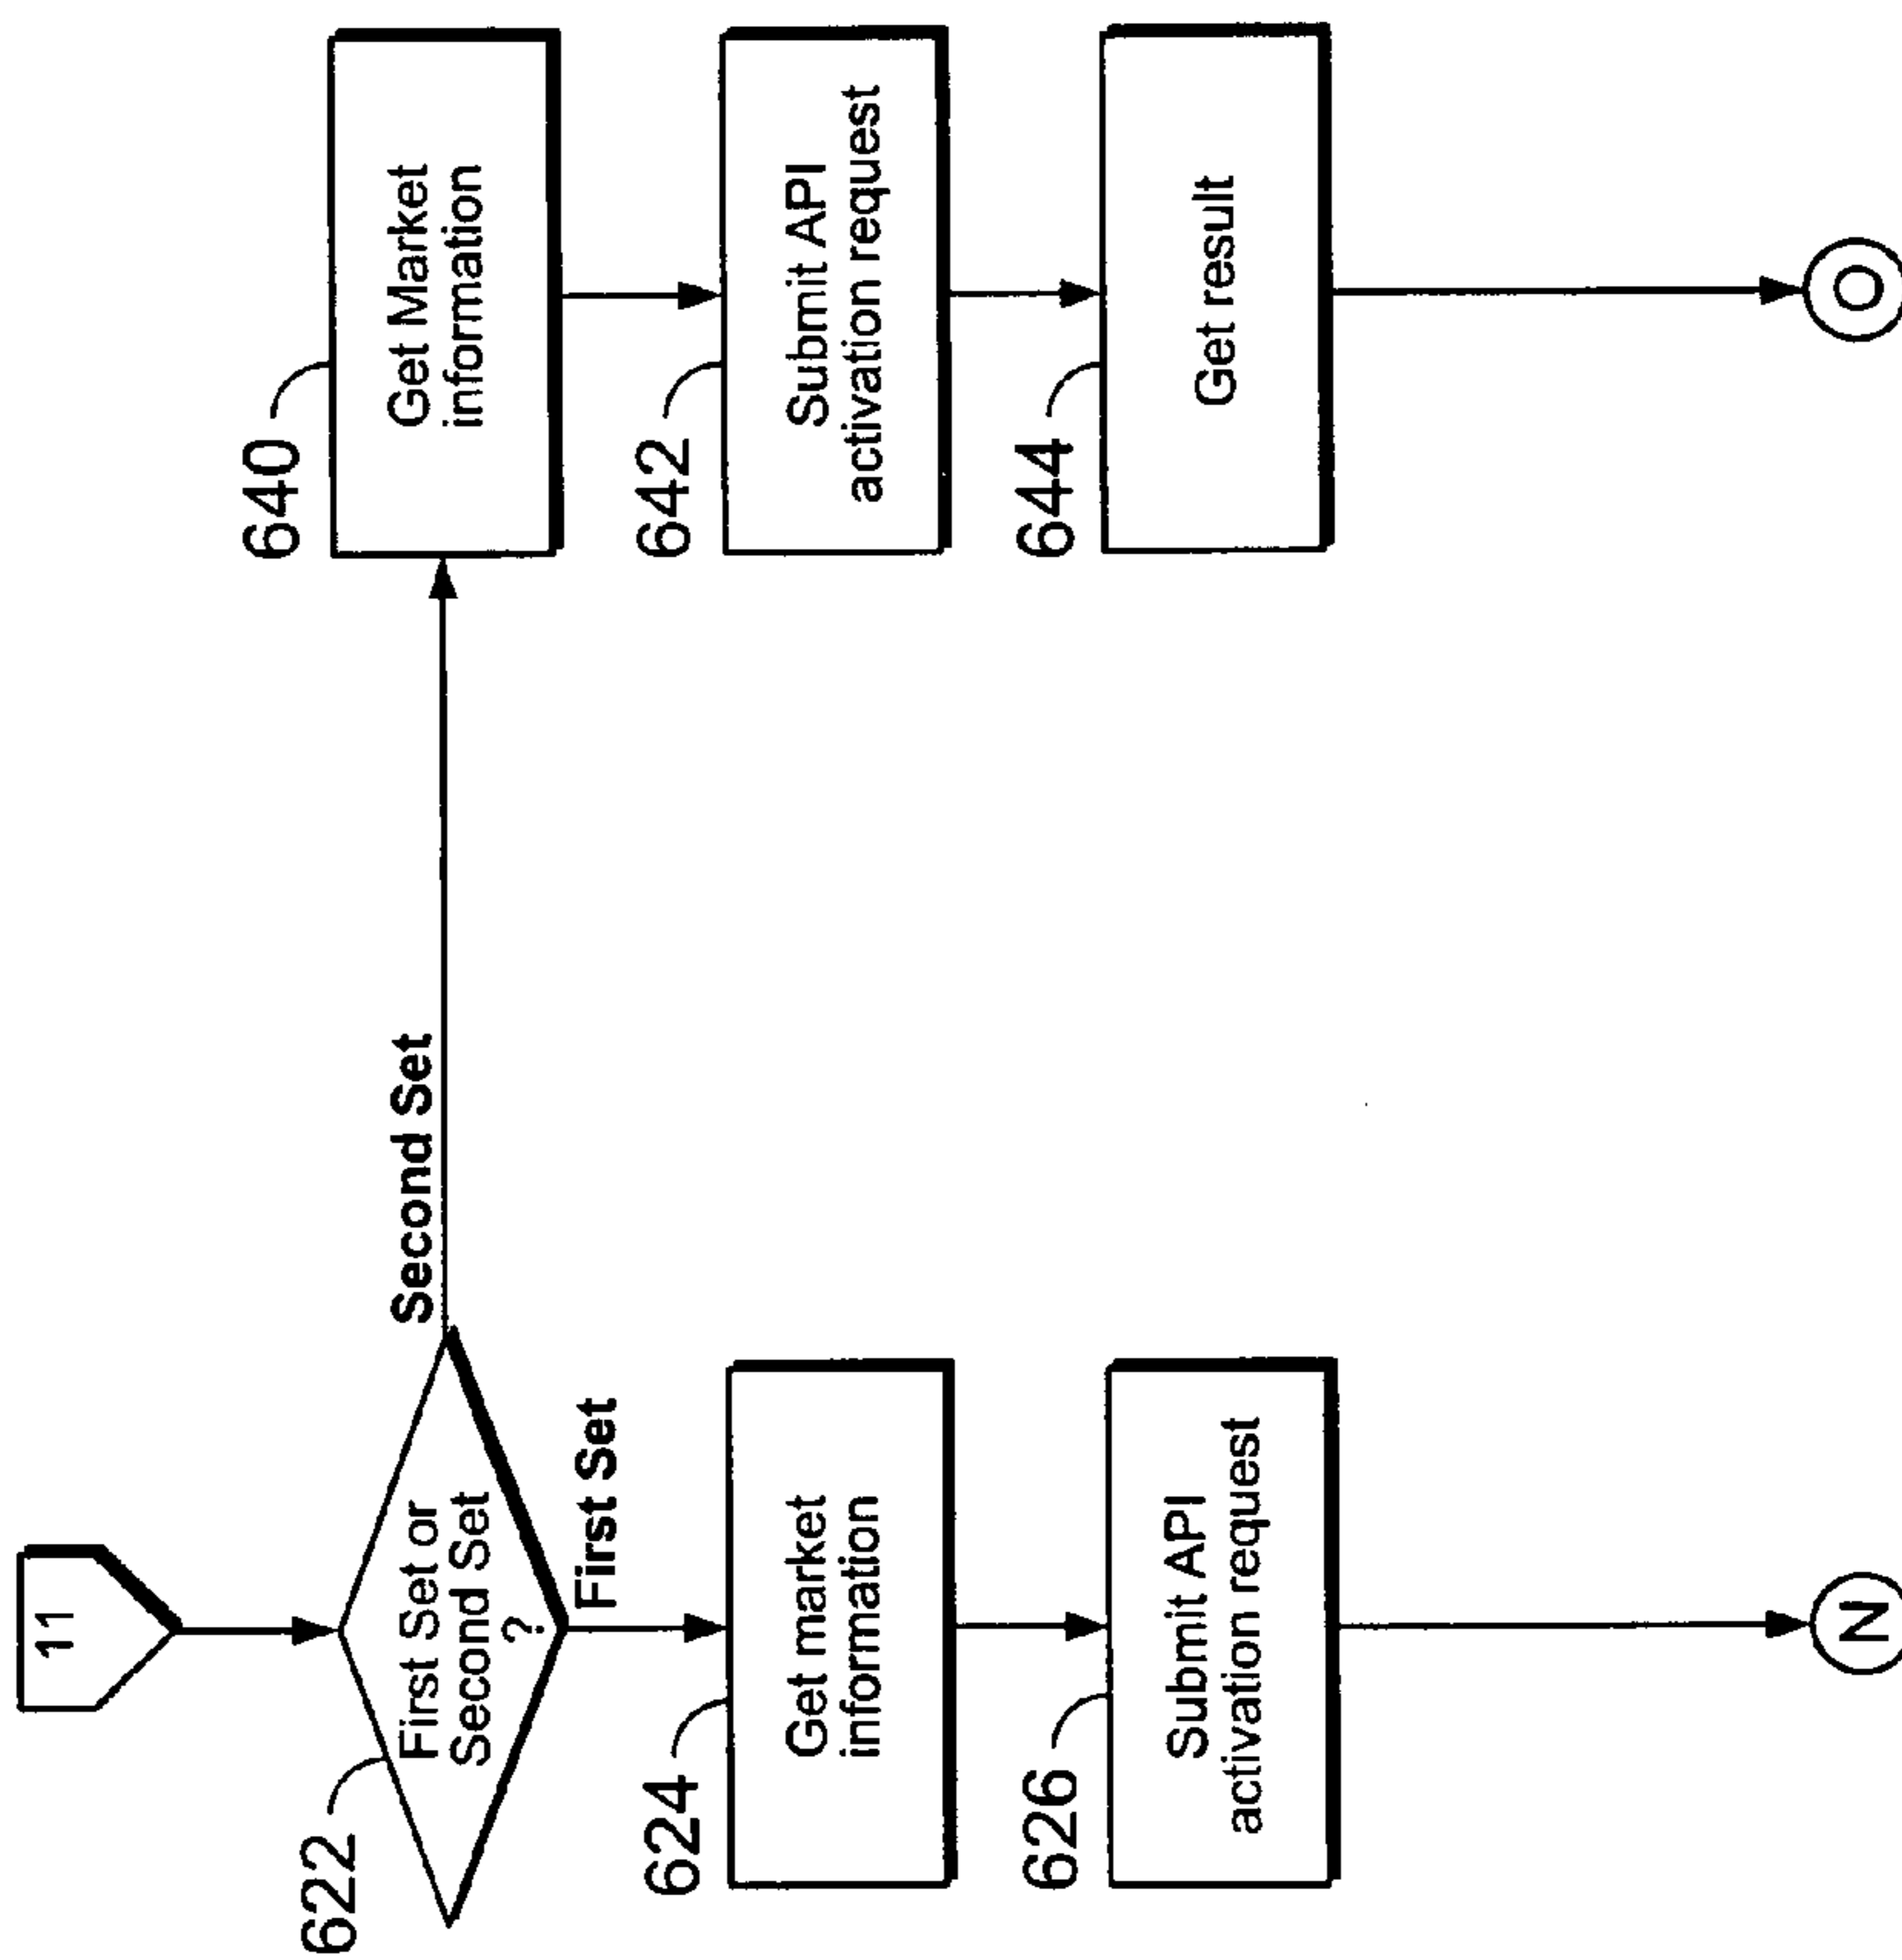 11
622
First Set or
Second Set
?
Second Set
First Set
624
Get market
information
626
Submit API
activation request
N
640
Get Market
information
642
Submit API
activation request
644
Get result
O